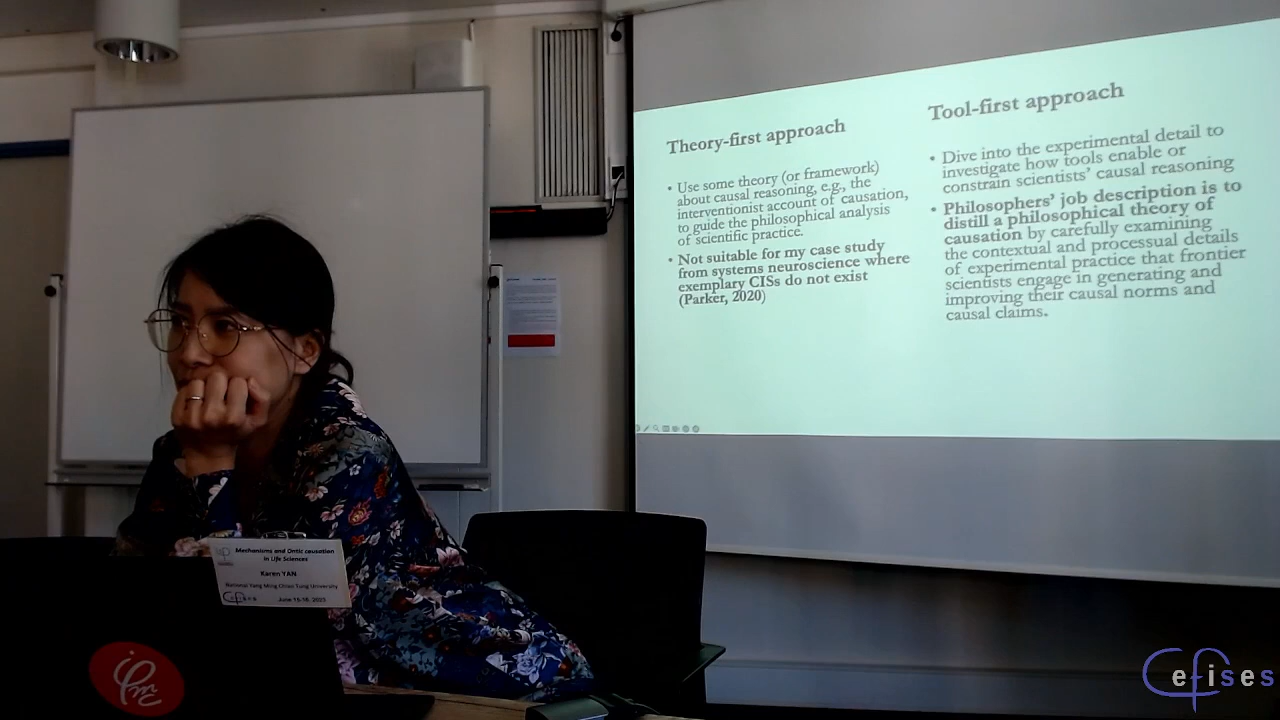 Theory-first approach
• Use some theory (or framework)
about causal reasoning, e.g., the
interventionist account of causation,
to guide the philosophical analysis
of scientific practice.
• Not suitable for my case study
from systems neuroscience where
exemplary CISs do not exist
(Parker, 2020)
Tool-first approach
• Dive into the experimental detail to
investigate how tools enable or
constrain scientists' causal reasoning
• Philosophers' job description is to
distill a philosophical theory of
causation by carefully examining
the contextual and processual details
of experimental practice that frontier
scientists engage in generating and
improving their causal norms and
causal claims.
Mechanisms and Ontic causation
in Life Sciences
Karen YAN
National Yang Ming Chiao Tung University
June 15-16, 2023
Cefises